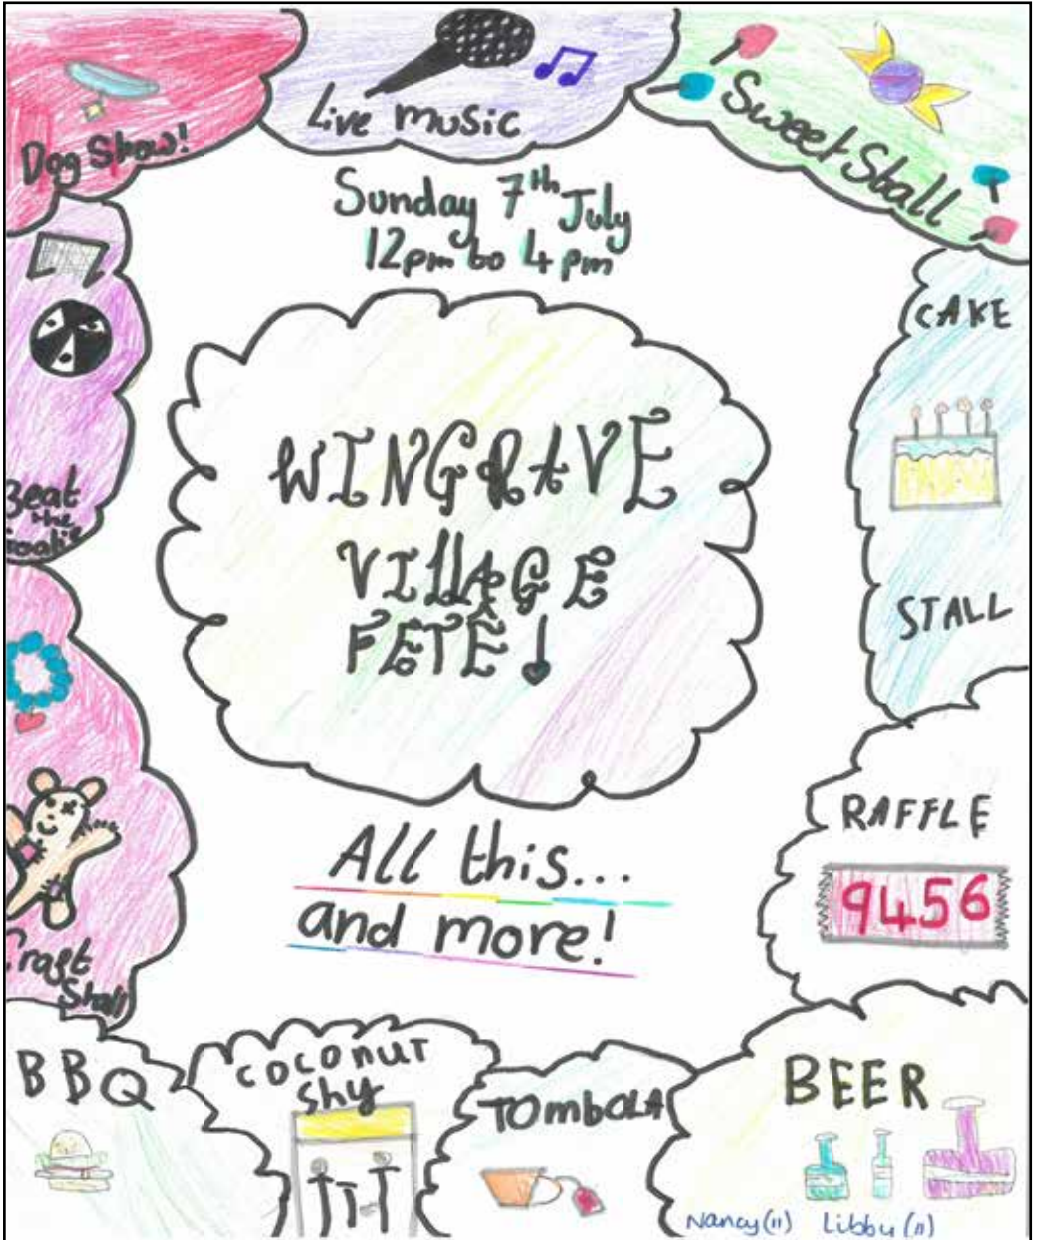 Dog Show!
Live music
Sweet Stall
Sunday 7th July
12pm to 4pm
Beat
the
Goalie
CAKE
STALL
WINGRAVE
VILLAGE
FETE!
Craft
Stall
RAFFLE
9456
All this...
and more!
BBQ
COCONUT
Shy
TOMBOLA
BEER
Nancy (11) Libby (11)